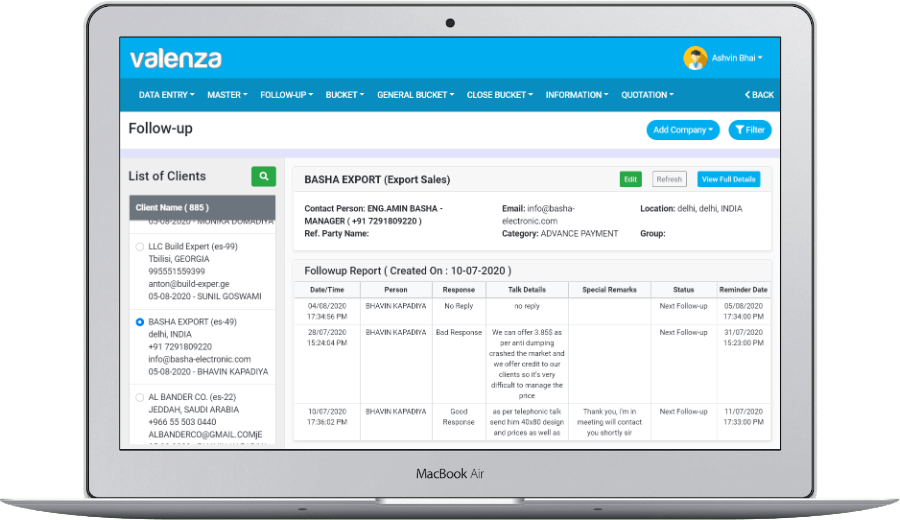 valenza
Ashvin Bhai
DATA ENTRY MASTER FOLLOW-UP BUCKET GENERAL BUCKET CLOSE BUCKET INFORMATION QUOTATION BACK
Follow-up
Add Company Filter
List of Clients
Client Name ( 885 )
05-08-2020 - MONIKA DOMADIYA
LLC Build Expert (es-99)
Tbilisi, GEORGIA
995551559399
anton@build-exper.ge
05-08-2020 - SUNIL GOSWAMI
BASHA EXPORT (es-49)
delhi, INDIA
+91 7291809220
info@basha-electronic.com
05-08-2020 - BHAVIN KAPADIYA
AL BANDER CO. (es-22)
JEDDAH, SAUDI ARABIA
+966 55 503 0440
ALBANDERCO@GMAIL.COMjE
BASHA EXPORT (Export Sales)
Edit Refresh View Full Details
Contact Person: ENG.AMIN BASHA -
MANAGER ( +91 7291809220 )
Ref. Party Name:
Email: info@basha-
electronic.com
Category: ADVANCE PAYMENT
Location: delhi, delhi, INDIA
Group:
Followup Report ( Created On : 10-07-2020 )
Date/Time Person Response Talk Details Special Remarks Status Reminder Date
04/08/2020
17:34:56 PM
BHAVIN KAPADIYA
No Reply
no reply
Next Follow-up
05/08/2020
17:34:00 PM
28/07/2020
15:24:04 PM
BHAVIN KAPADIYA
Bad Response
We can offer 3.85$ as
per anti dumping
crashed the market and
we offer credit to our
clients so it's very
difficult to manage the
price
Next Follow-up
31/07/2020
15:23:00 PM
10/07/2020
17:36:02 PM
BHAVIN KAPADIYA
Good
Response
as per telephonic talk
send him 40x80 design
and prices as well as
Thank you, i'm in
meeting will contact
you shortly sir
Next Follow-up
11/07/2020
17:33:00 PM
MacBook Air